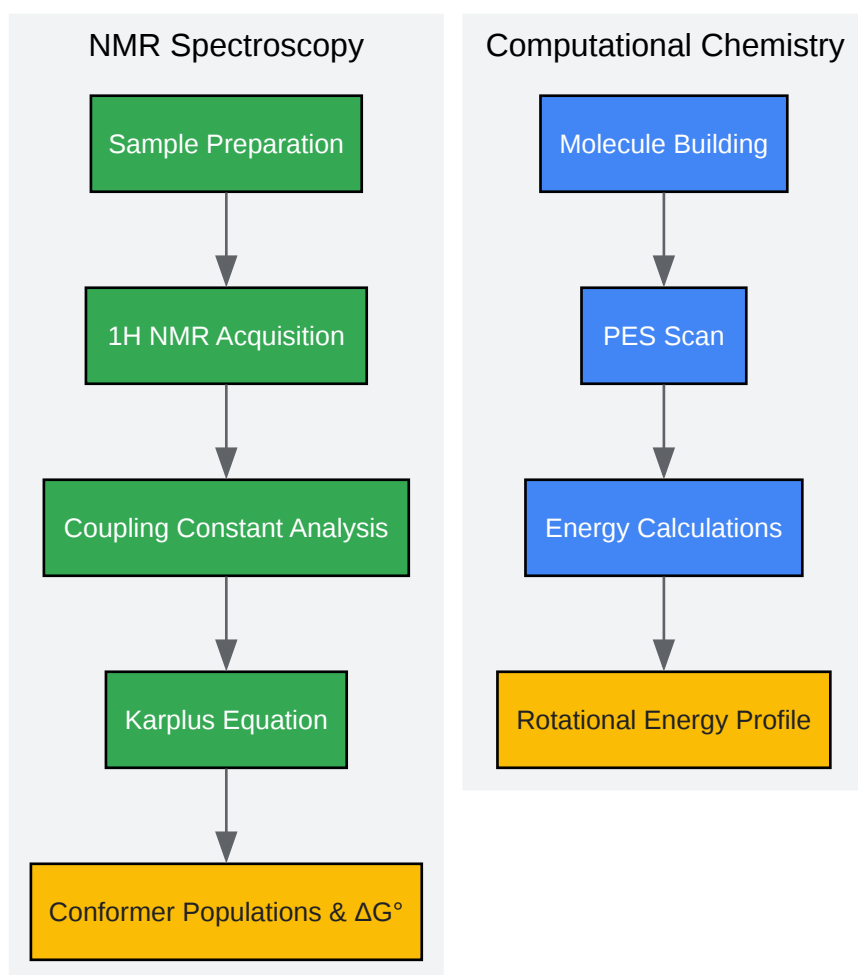 NMR Spectroscopy
Sample Preparation
1H NMR Acquisition
Coupling Constant Analysis
Karplus Equation
Conformer Populations & ΔG°
Computational Chemistry
Molecule Building
PES Scan
Energy Calculations
Rotational Energy Profile